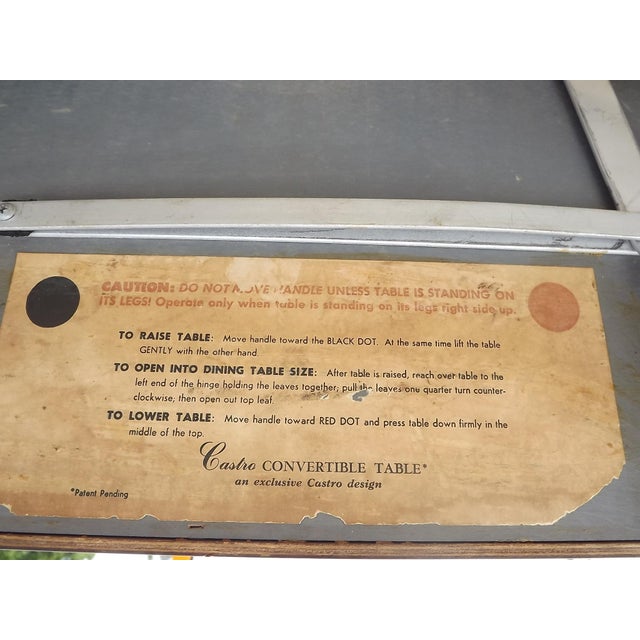 CAUTION: DO NOT MOVE HANDLE UNLESS TABLE IS STANDING ON
ITS LEGS! Operate only when table is standing on its legs right side up.
TO RAISE TABLE: Move handle toward the BLACK DOT. At the same time lift the table
GENTLY with the other hand.
TO OPEN INTO DINING TABLE SIZE: After table is raised, reach over table to the
left end of the hinge holding the leaves together, pull the leaves one quarter turn counter-
clockwise, then open out top leaf.
TO LOWER TABLE: Move handle toward RED DOT and press table down firmly in the
middle of the top.
Castro CONVERTIBLE TABLE*
an exclusive Castro design
*Patent Pending